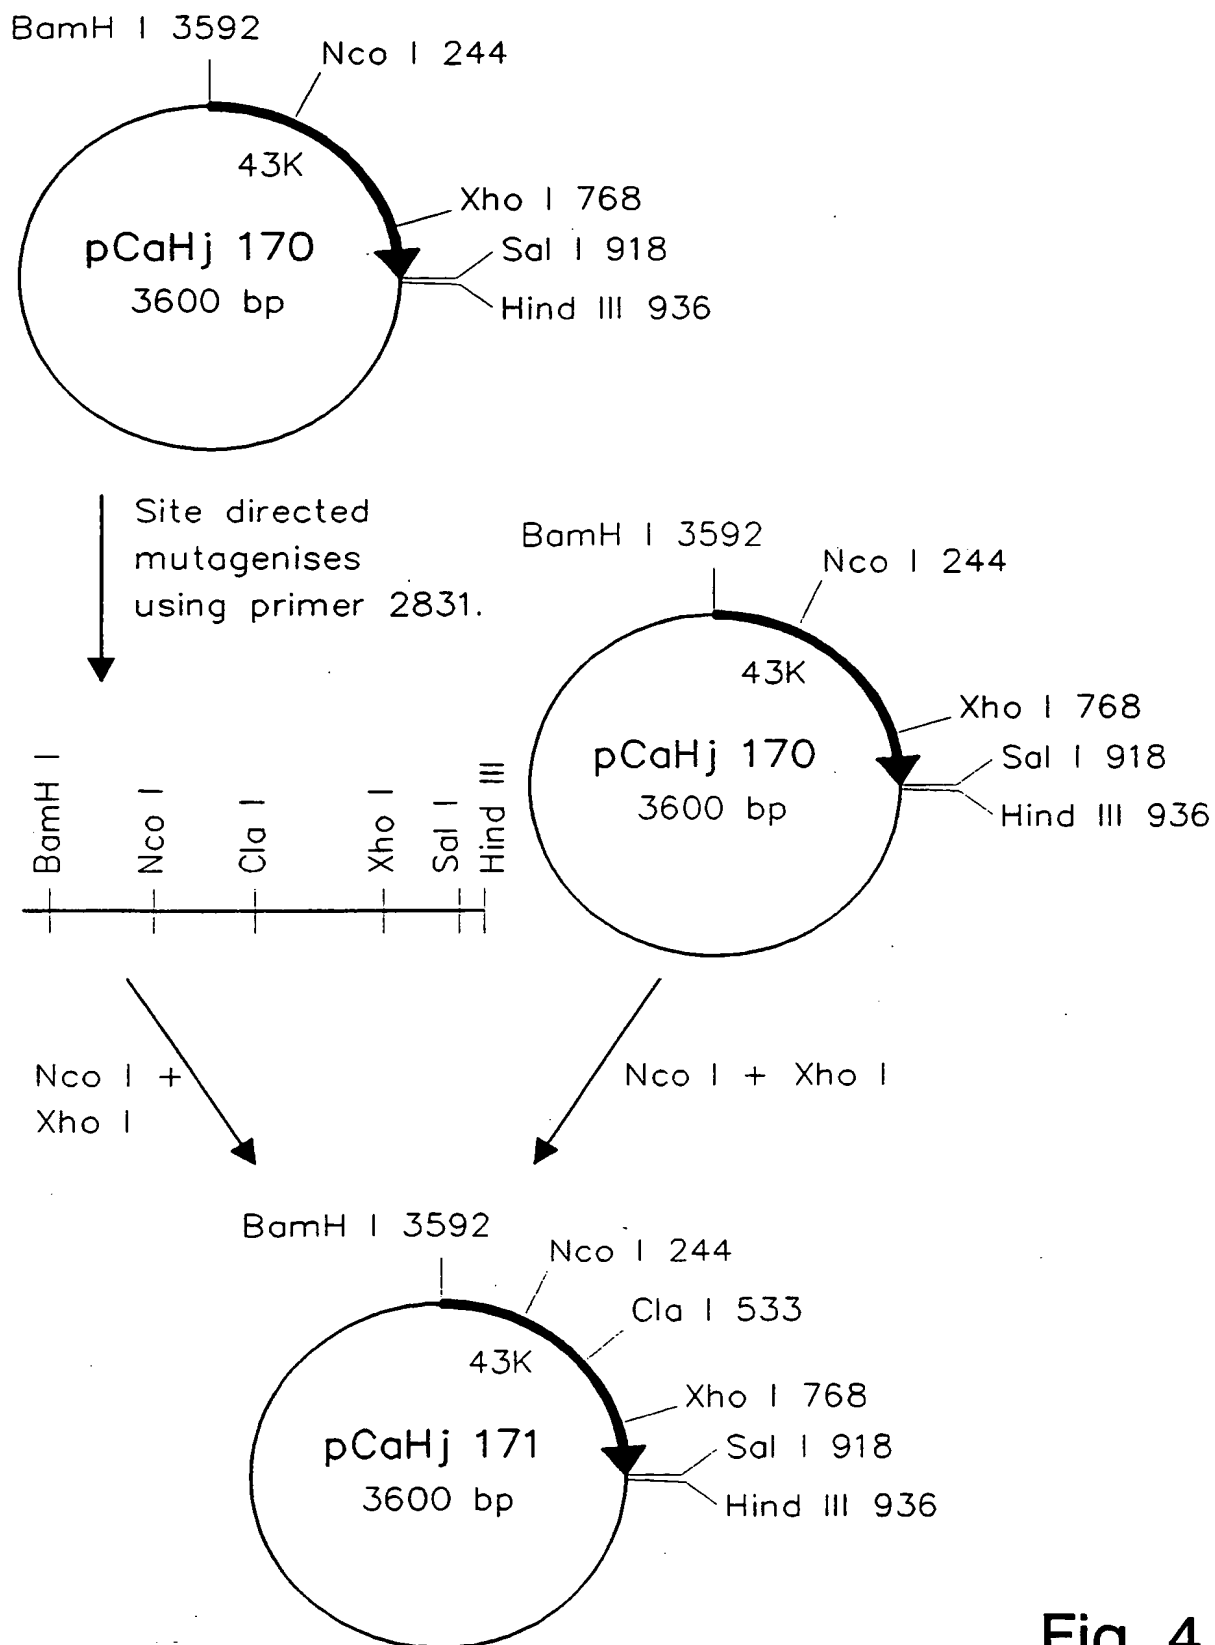 BamH I 3592
Nco I 244
43K
Xho I 768
pCaHj 170
Sal I 918
3600 bp
Hind III 936
Site directed
mutagenises
using primer 2831.
BamH I 3592
Nco I 244
43K
Xho I 768
pCaHj 170
Sal I 918
3600 bp
Hind III 936
BamH I
Nco I
Cla I
Xho I
Sal I
Hind III
Nco I +
Xho I
Nco I + Xho I
BamH I 3592
Nco I 244
Cla I 533
43K
Xho I 768
pCaHj 171
Sal I 918
3600 bp
Hind III 936
Fig. 4